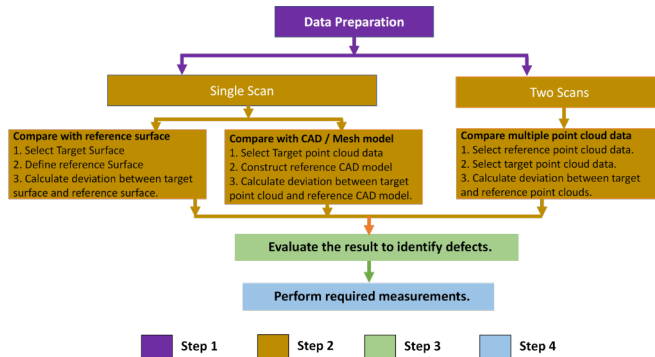 Data Preparation
Single Scan
Two Scans
Compare with reference surface
1. Select Target Surface
2. Define reference Surface
3. Calculate deviation between target
surface and reference surface.
Compare with CAD / Mesh model
1. Select Target point cloud data
2. Construct reference CAD model
3. Calculate deviation between target
point cloud and reference CAD model.
Compare multiple point cloud data
1. Select reference point cloud data.
2. Select target point cloud data.
3. Calculate deviation between target
and reference point clouds.
Evaluate the result to identify defects.
Perform required measurements.
Step 1
Step 2
Step 3
Step 4